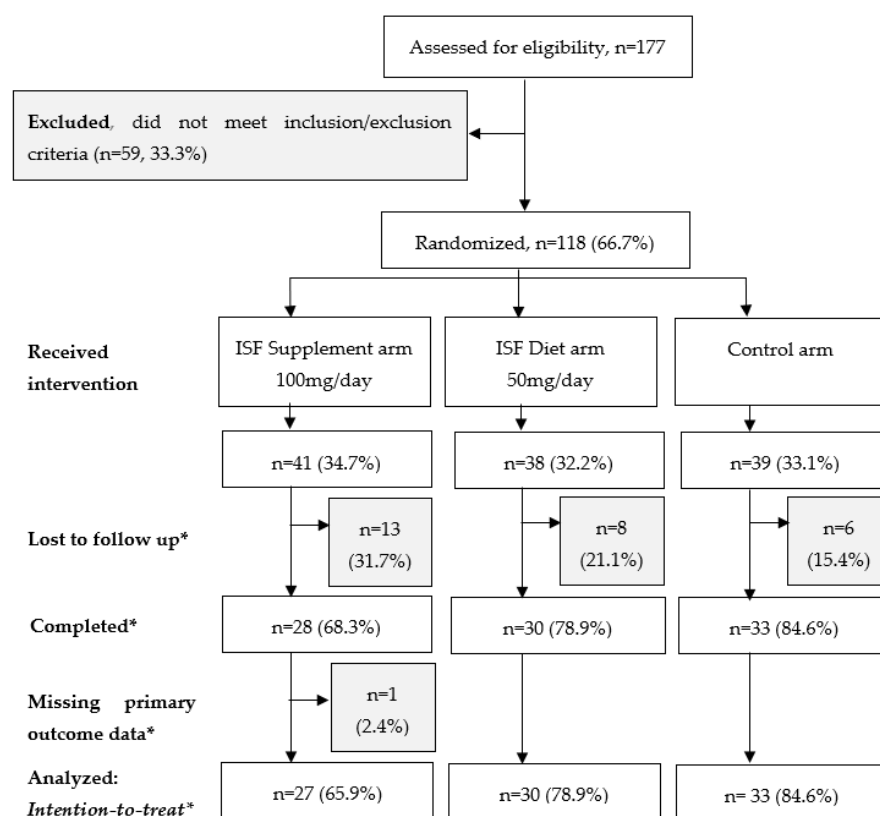 Assessed for eligibility, n=177
Excluded, did not meet inclusion/exclusion
criteria (n=59, 33.3%)
Randomized, n=118 (66.7%)
Received
intervention
ISF Supplement arm
100mg/day
ISF Diet arm
50mg/day
Control arm
n=41 (34.7%)
n=38 (32.2%)
n=39 (33.1%)
Lost to follow up*
n=13
(31.7%)
n=8
(21.1%)
n=6
(15.4%)
Completed*
n=28 (68.3%)
n=30 (78.9%)
n=33 (84.6%)
Missing primary
outcome data*
n=1
(2.4%)
Analyzed:
Intention-to-treat*
n=27 (65.9%)
n=30 (78.9%)
n= 33 (84.6%)